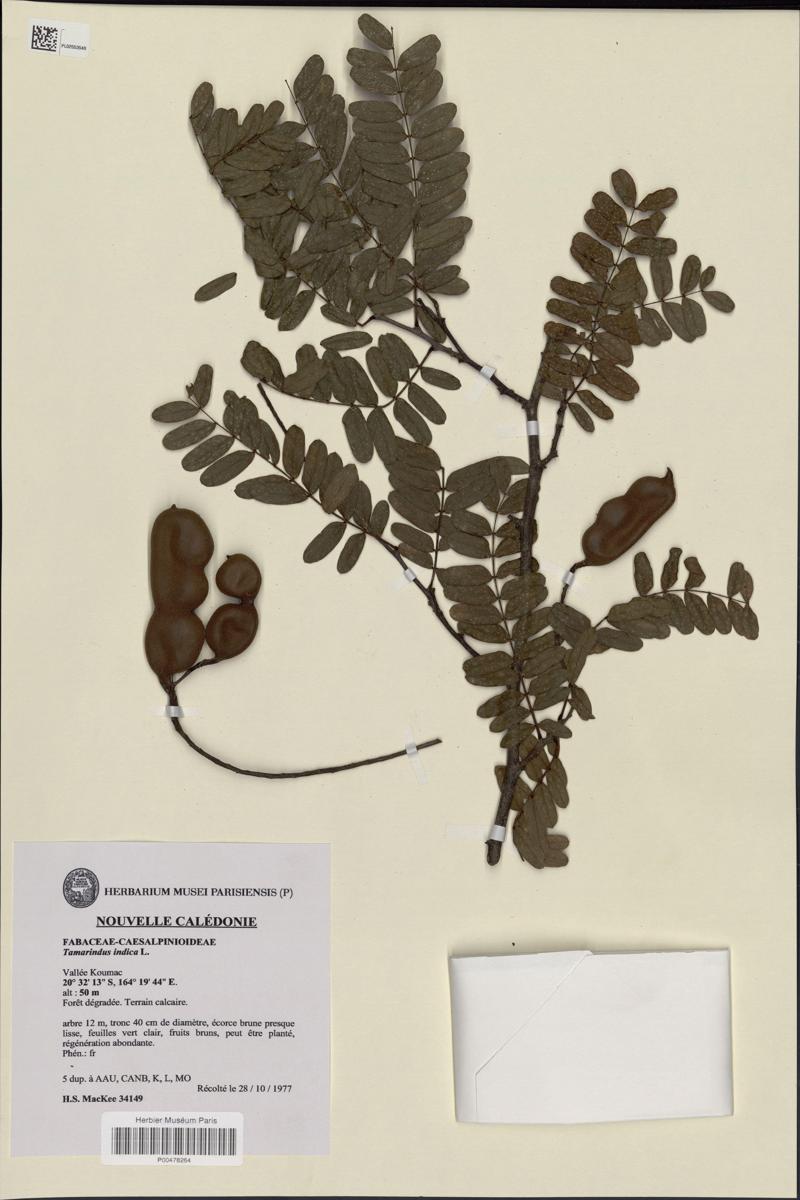 PL02553549
HERBARIUM MUSEI PARISIENSIS (P)
NOUVELLE CALÉDONIE
FABACEAE-CAESALPINIOIDEAE
Tamarindus indica L.
Vallée Koumac
20° 32' 13" S, 164° 19' 44" E.
alt : 50 m
Forêt dégradée. Terrain calcaire.
arbre 12 m, tronc 40 cm de diamètre, écorce brune presque
lisse, feuilles vert clair, fruits bruns, peut être planté,
régénération abondante.
Phén.: fr
5 dup. à AAU, CANB, K, L, MO
Récolté le 28 / 10 / 1977
H.S. MacKee 34149
Herbier Muséum Paris
P00478264